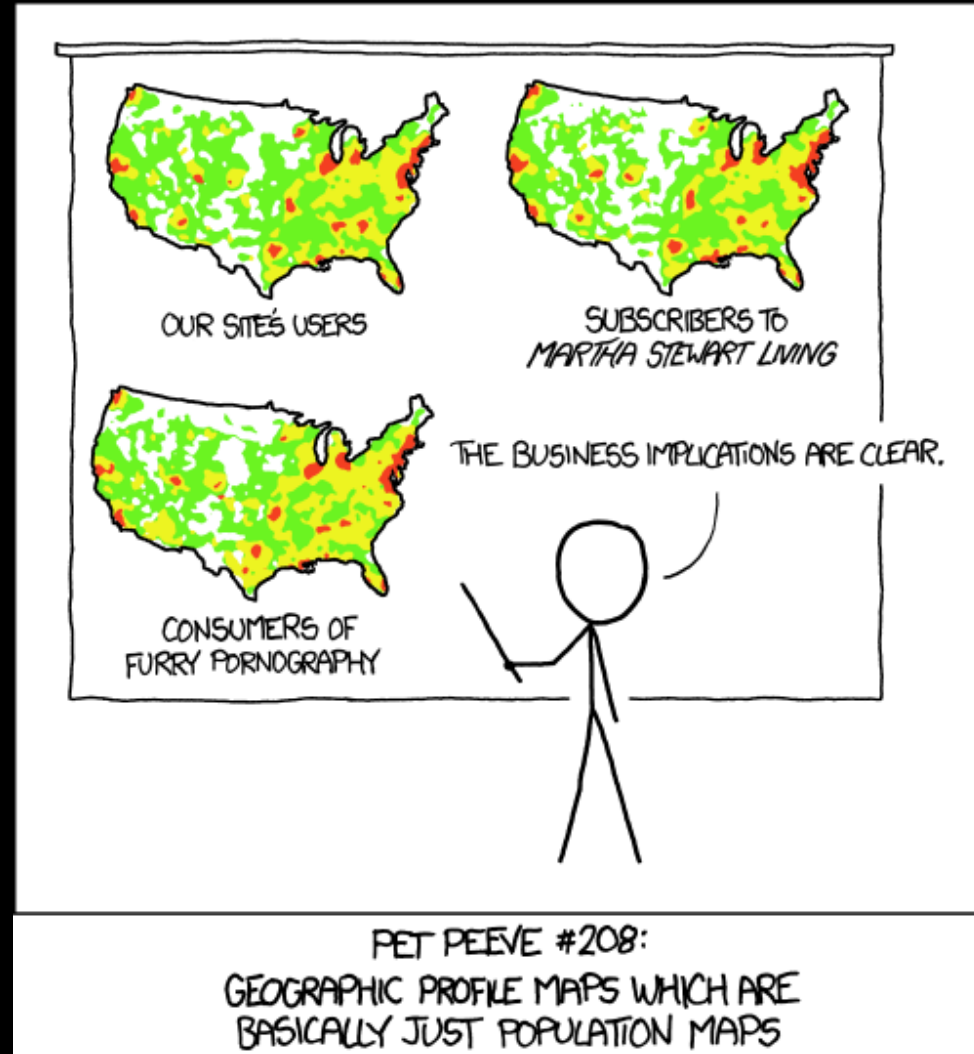 OUR SITE'S USERS
SUBSCRIBERS TO
MARTHA STEWART LIVING
CONSUMERS OF
FURRY PORNOGRAPHY
THE BUSINESS IMPLICATIONS ARE CLEAR.
PET PEEVE #208:
GEOGRAPHIC PROFILE MAPS WHICH ARE
BASICALLY JUST POPULATION MAPS